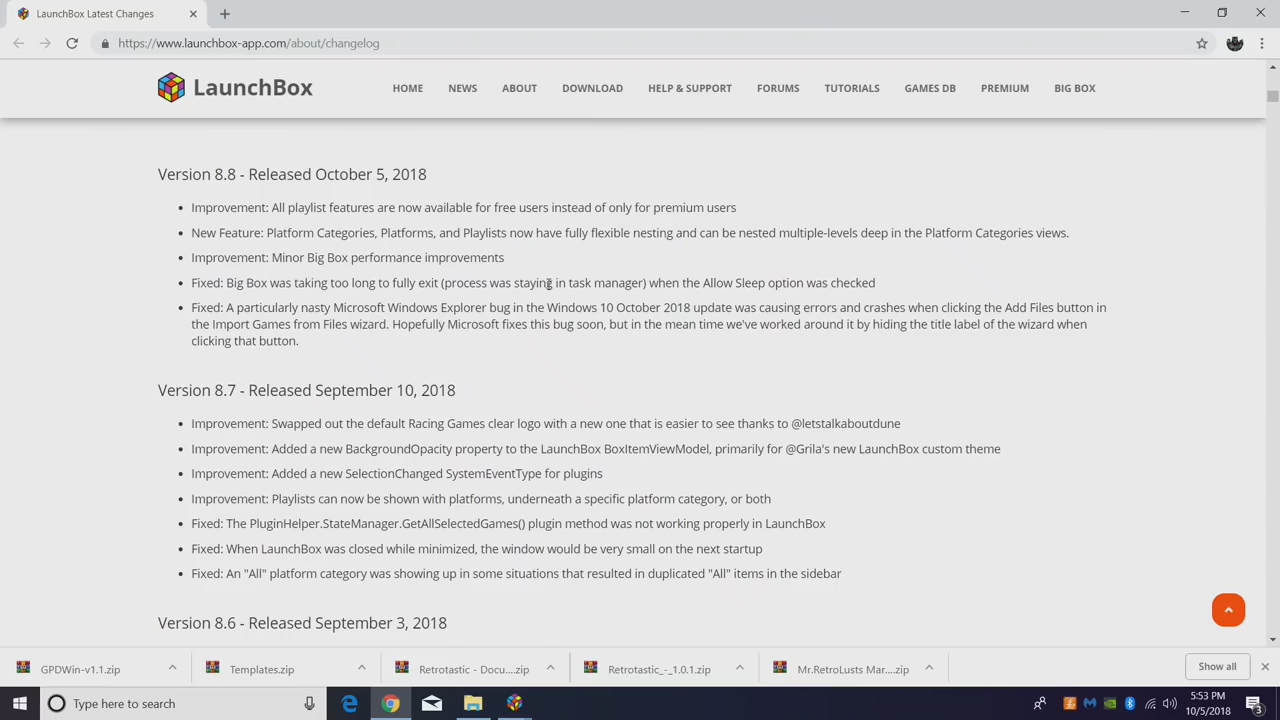 LaunchBox Latest Changes
https://www.launchbox-app.com/about/changelog
LaunchBox
HOME NEWS ABOUT DOWNLOAD HELP & SUPPORT FORUMS TUTORIALS GAMES DB PREMIUM BIG BOX
Version 8.8 - Released October 5, 2018
Improvement: All playlist features are now available for free users instead of only for premium users
New Feature: Platform Categories, Platforms, and Playlists now have fully flexible nesting and can be nested multiple-levels deep in the Platform Categories views.
Improvement: Minor Big Box performance improvements
Fixed: Big Box was taking too long to fully exit (process was staying in task manager) when the Allow Sleep option was checked
Fixed: A particularly nasty Microsoft Windows Explorer bug in the Windows 10 October 2018 update was causing errors and crashes when clicking the Add Files button in
the Import Games from Files wizard. Hopefully Microsoft fixes this bug soon, but in the mean time we've worked around it by hiding the title label of the wizard when
clicking that button.
Version 8.7 - Released September 10, 2018
Improvement: Swapped out the default Racing Games clear logo with a new one that is easier to see thanks to @letstalkaboutdune
Improvement: Added a new BackgroundOpacity property to the LaunchBox BoxItemViewModel, primarily for @Grila's new LaunchBox custom theme
Improvement: Added a new SelectionChanged SystemEventType for plugins
Improvement: Playlists can now be shown with platforms, underneath a specific platform category, or both
Fixed: The PluginHelper.StateManager.GetAllSelectedGames() plugin method was not working properly in LaunchBox
Fixed: When LaunchBox was closed while minimized, the window would be very small on the next startup
Fixed: An "All" platform category was showing up in some situations that resulted in duplicated "All" items in the sidebar
Version 8.6 - Released September 3, 2018
GPDWin-v1.1.zip Templates.zip Retrotastic - Docu....zip Retrotastic_-_1.0.1.zip Mr.RetroLusts Mar....zip Show all
Type here to search
5:53 PM
10/5/2018
3